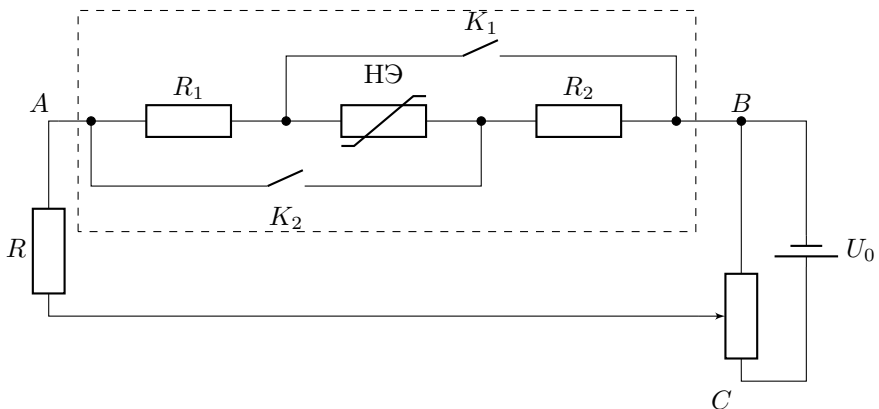 K₁
НЭ
R₁
R₂
A
B
K₂
R
U₀
C